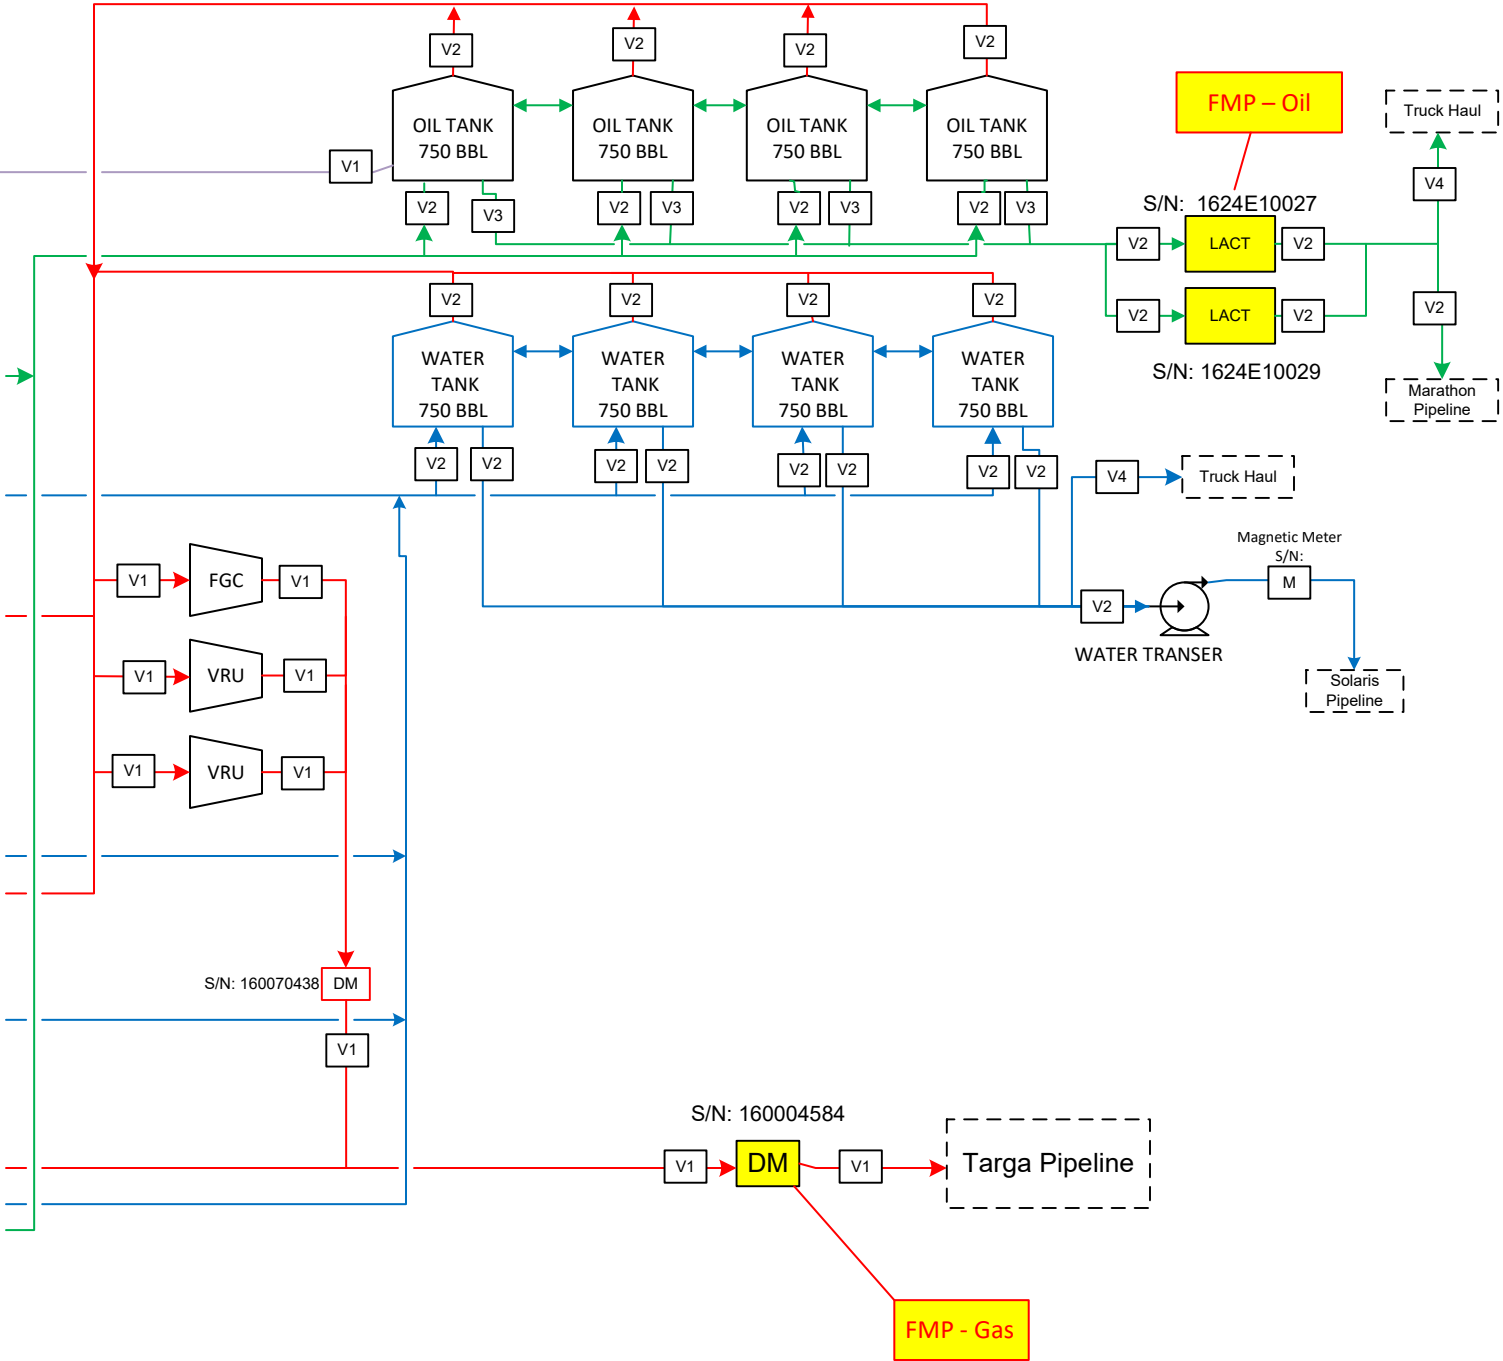 V2
V2
V2
V2
OIL TANK
750 BBL
OIL TANK
750 BBL
OIL TANK
750 BBL
OIL TANK
750 BBL
FMP – Oil
Truck Haul
V1
V2
V3
V2
V3
V2
V3
V2
V3
V4
S/N:  1624E10027
V2
LACT
V2
V2
V2
V2
V2
V2
LACT
V2
V2
S/N: 1624E10029
WATER
TANK
750 BBL
WATER
TANK
750 BBL
WATER
TANK
750 BBL
WATER
TANK
750 BBL
Marathon
Pipeline
V2
V2
V2
V2
V2
V2
V2
V2
V4
Truck Haul
Magnetic Meter
S/N:
M
V1
FGC
V1
V2
WATER TRANSER
V1
VRU
V1
Solaris
Pipeline
V1
VRU
V1
S/N: 160070438
DM
V1
S/N: 160004584
V1
DM
V1
Targa Pipeline
FMP - Gas